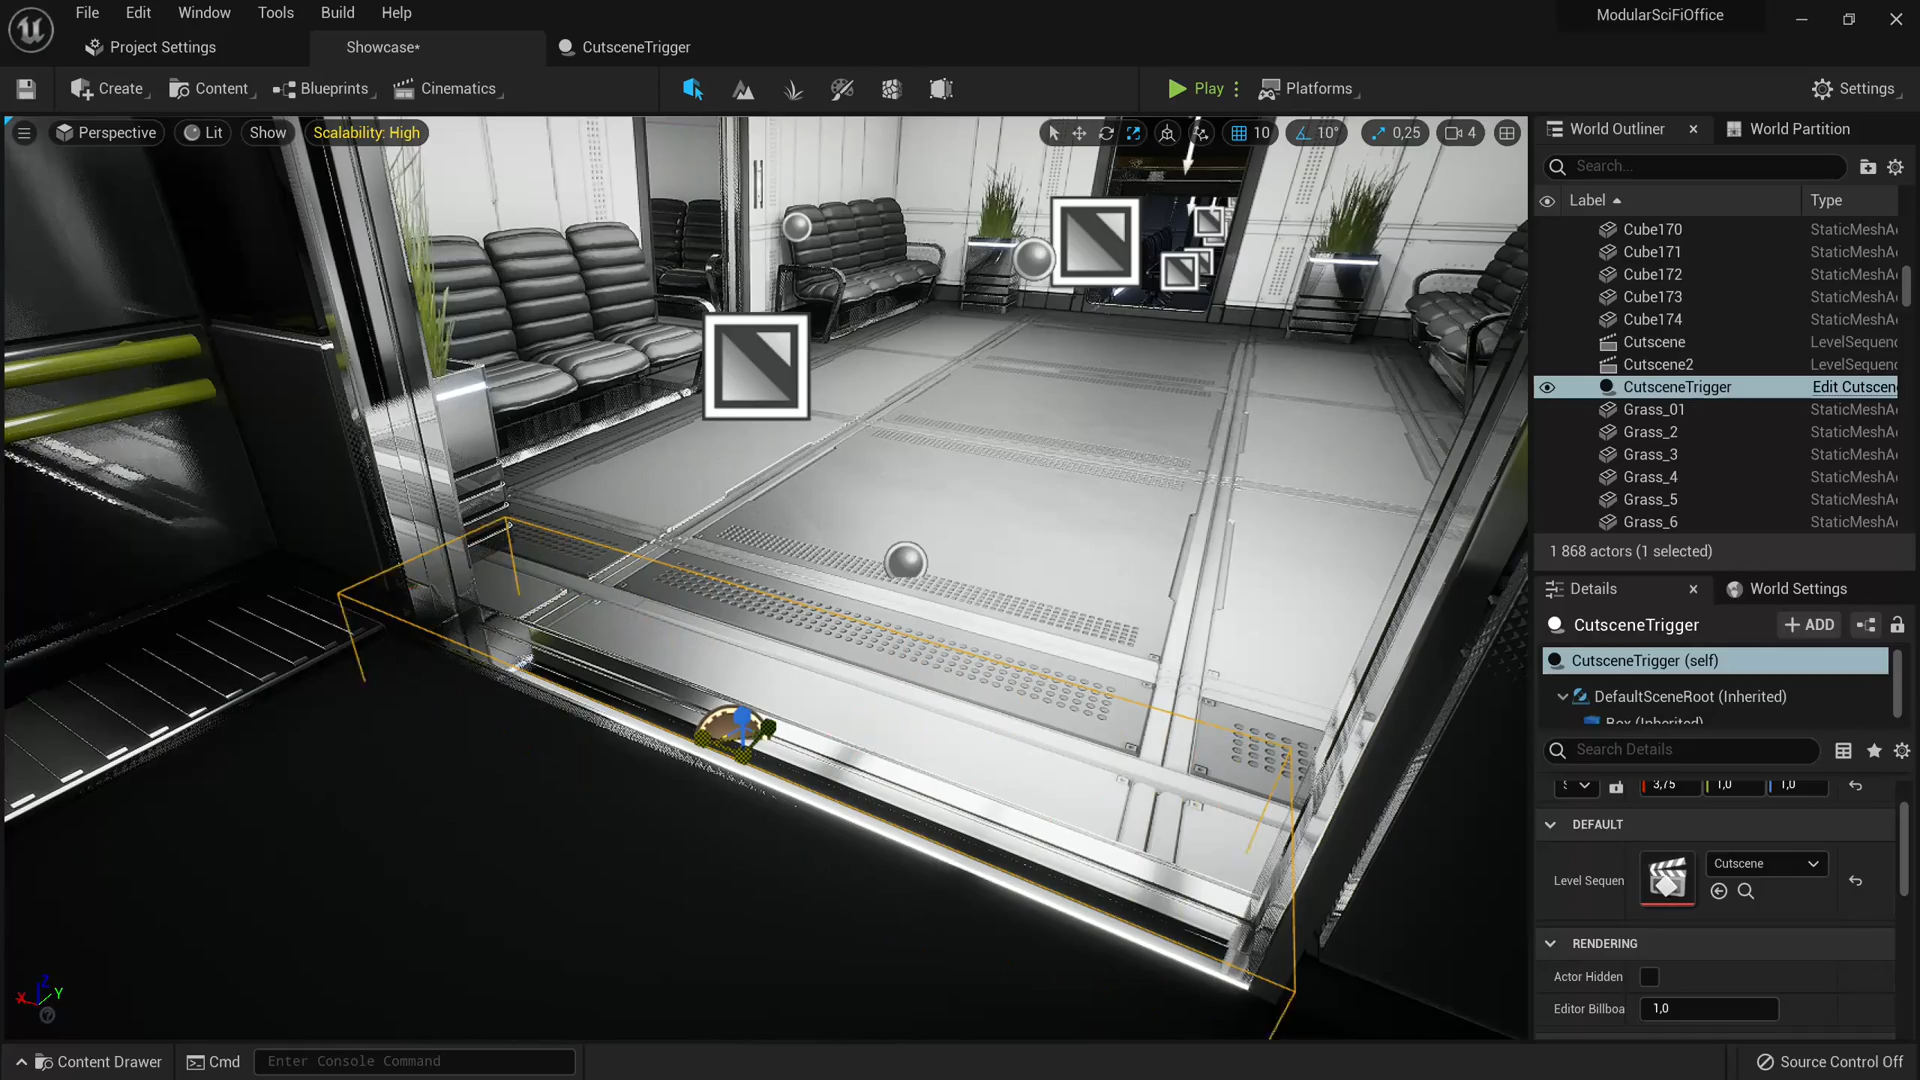 File Edit Window Tools Build Help
ModularSciFiOffice
Project Settings
Showcase*
CutsceneTrigger
Create
Content
Blueprints
Cinematics
Play
Platforms
Settings
Perspective
Lit
Show
Scalability: High
10
10°
0,25
4
World Outliner
World Partition
Search...
Label
Type
Cube170 StaticMeshA
Cube171 StaticMeshA
Cube172 StaticMeshA
Cube173 StaticMeshA
Cube174 StaticMeshA
Cutscene LevelSequen
Cutscene2 LevelSequen
CutsceneTrigger Edit Cutscen
Grass_01 StaticMeshA
Grass_2 StaticMeshA
Grass_3 StaticMeshA
Grass_4 StaticMeshA
Grass_5 StaticMeshA
Grass_6 StaticMeshA
1 868 actors (1 selected)
Details
World Settings
CutsceneTrigger
+ ADD
CutsceneTrigger (self)
DefaultSceneRoot (Inherited)
Box (Inherited)
Search Details
3,75 1,0 1,0
DEFAULT
Level Sequen
Cutscene
RENDERING
Actor Hidden
Editor Billboa
1,0
X Y Z
Content Drawer
Cmd
Enter Console Command
Source Control Off